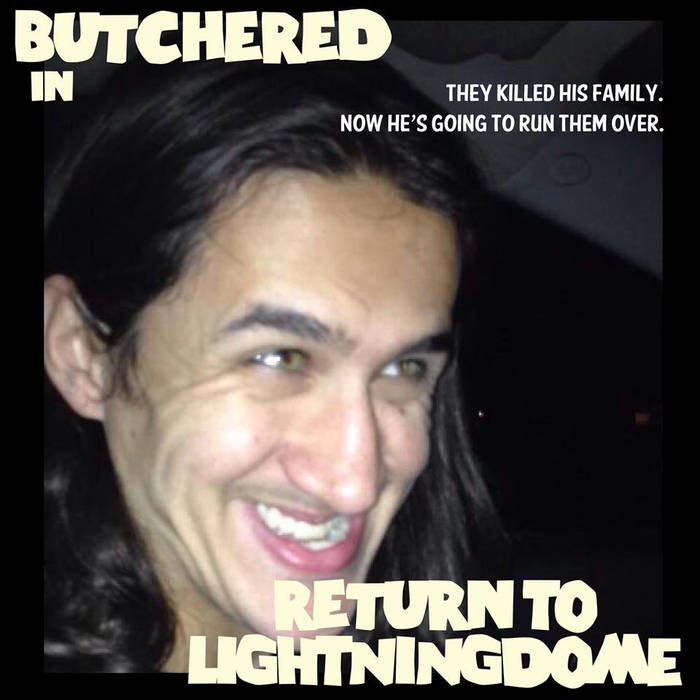 BUTCHERED
IN
THEY KILLED HIS FAMILY.
NOW HE'S GOING TO RUN THEM OVER.
RETURN TO
LIGHTNINGDOME